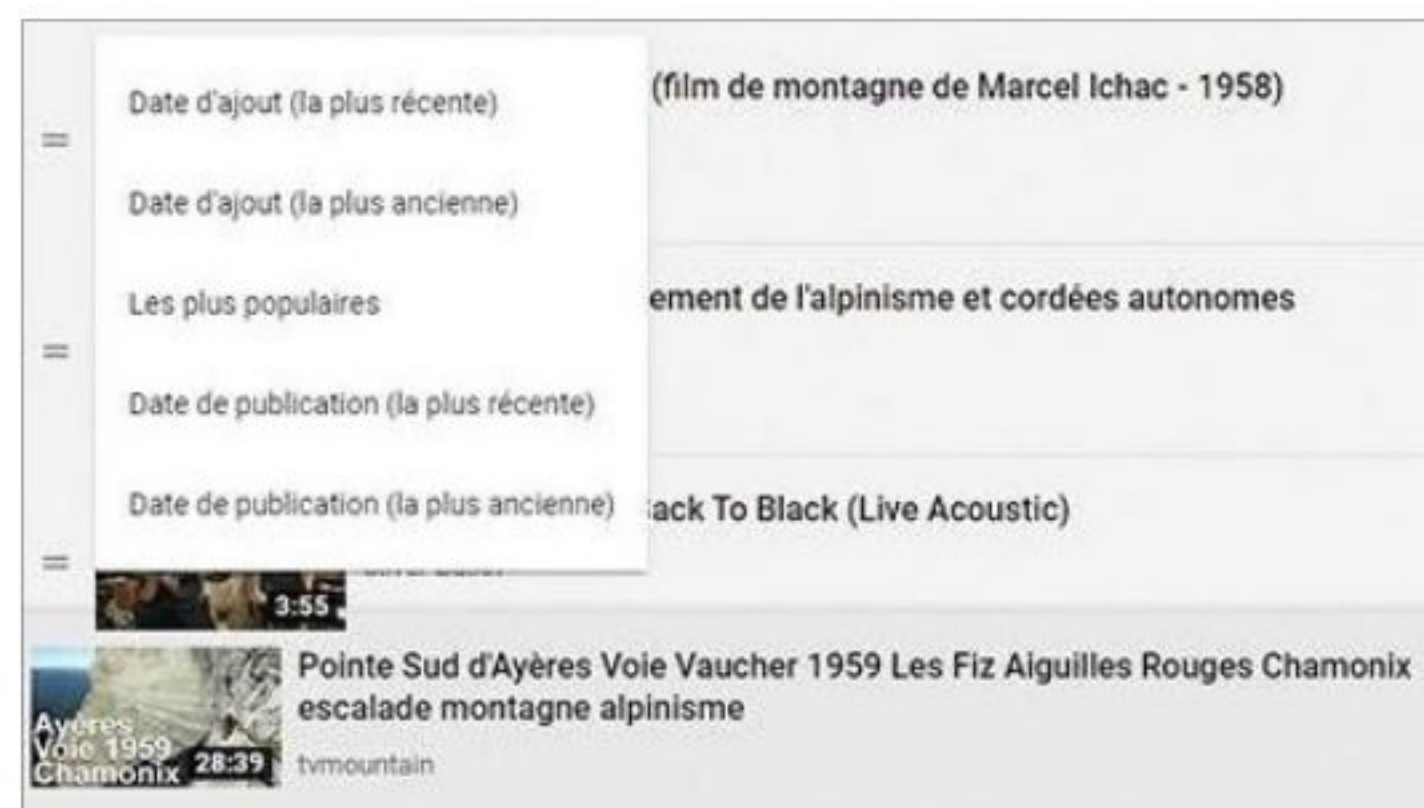 Date d'ajout (la plus récente)
Date d'ajout (la plus ancienne)
Les plus populaires
Date de publication (la plus récente)
Date de publication (la plus ancienne)
(film de montagne de Marcel Ichac - 1958)
ement de l'alpinisme et cordées autonomes
ack To Black (Live Acoustic)
3:55
Pointe Sud d'Ayères Voie Vaucher 1959 Les Fiz Aiguilles Rouges Chamonix
escalade montagne alpinisme
tvmountain
Ayères
Voie 1959
Chamonix
28:39